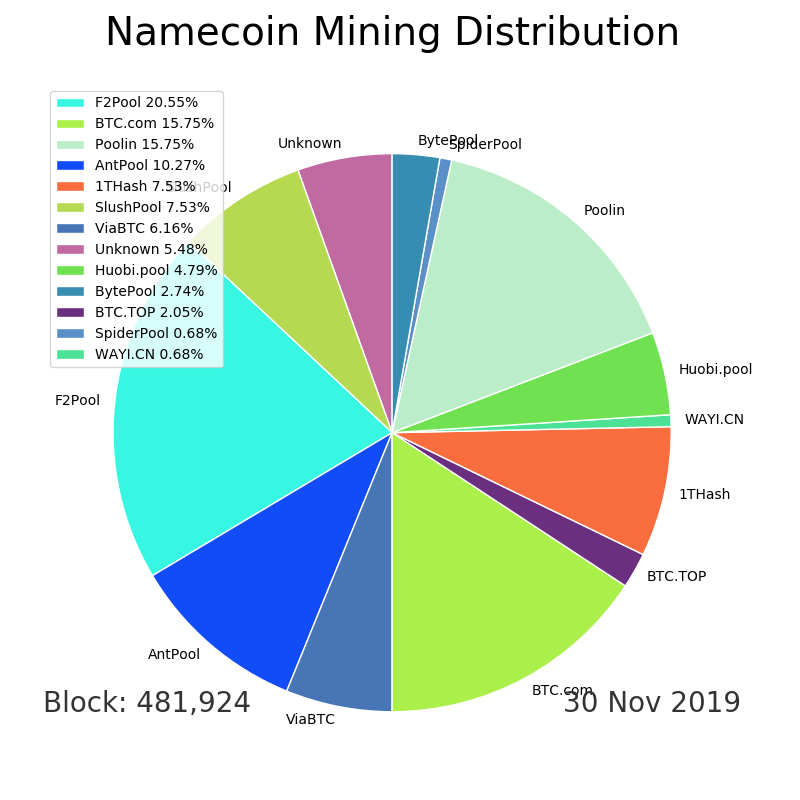 Namecoin Mining Distribution
F2Pool 20.55%
BTC.com 15.75%
Poolin 15.75%
AntPool 10.27%
1THash 7.53%
SlushPool 7.53%
ViaBTC 6.16%
Unknown 5.48%
Huobi.pool 4.79%
BytePool 2.74%
BTC.TOP 2.05%
SpiderPool 0.68%
WAYI.CN 0.68%
Unknown
BytePool
SpiderPool
SlushPool
Poolin
Huobi.pool
F2Pool
WAYI.CN
1THash
BTC.TOP
AntPool
BTC.com
ViaBTC
Block: 481,924
30 Nov 2019